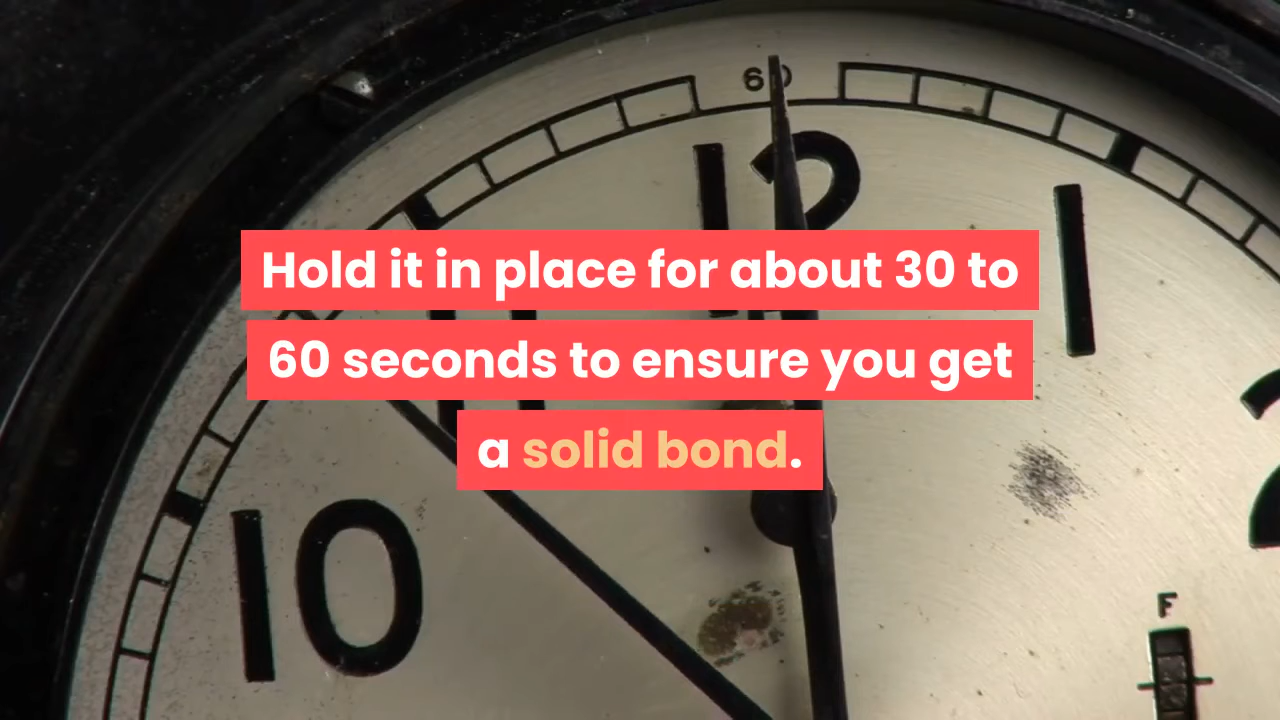 60
12
1
Hold it in place for about 30 to
60 seconds to ensure you get
a solid bond.
10
F